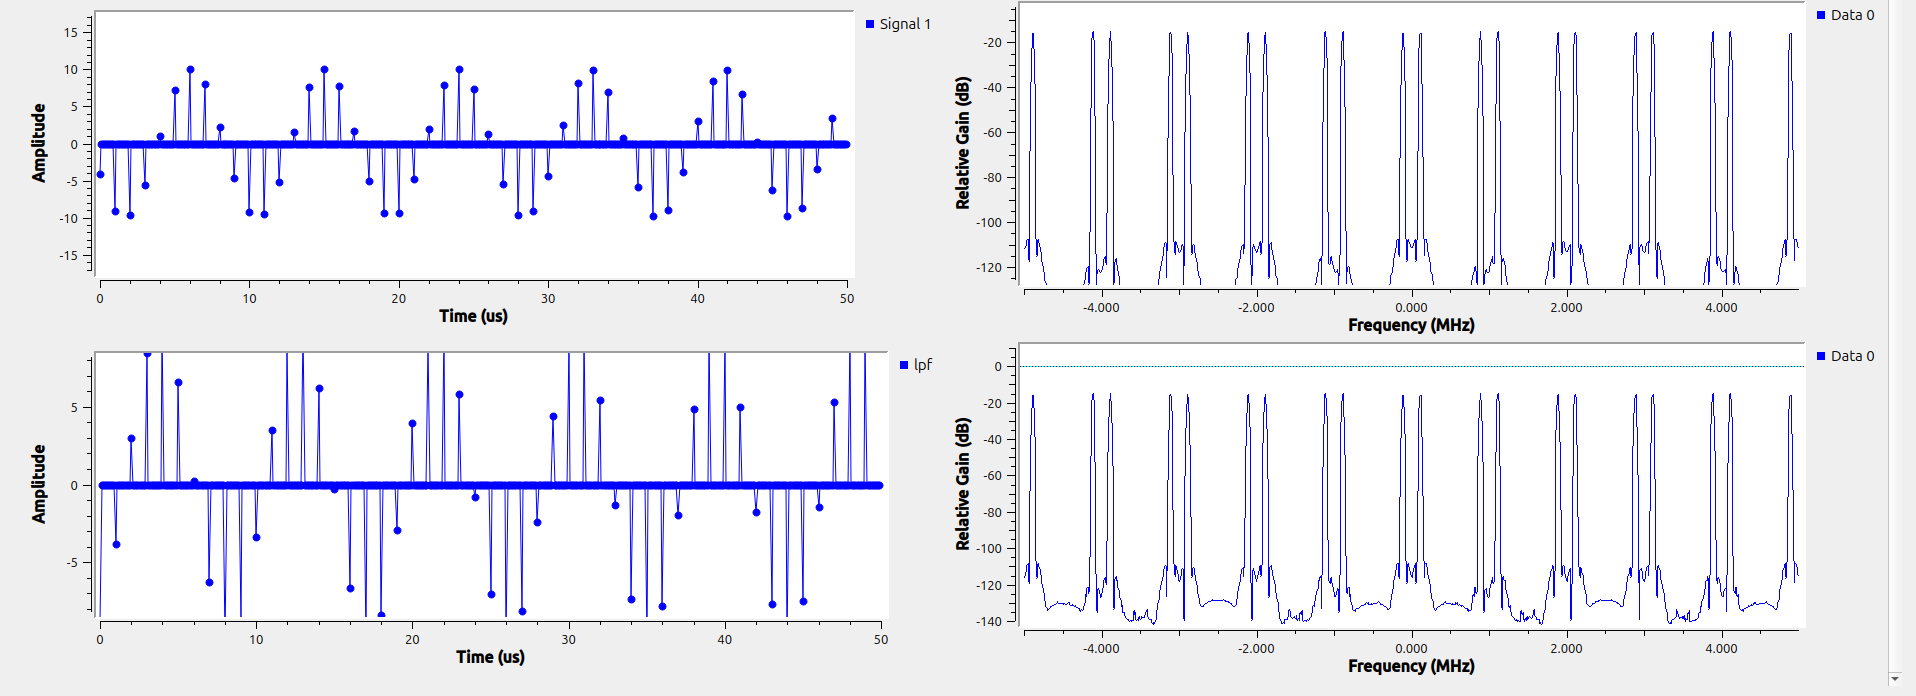 Signal 1
15
10
5
0
-5
-10
-15
Amplitude
0 10 20 30 40 50
Time (us)
Data 0
-20
-40
-60
-80
-100
-120
Relative Gain (dB)
-4.000 -2.000 0.000 2.000 4.000
Frequency (MHz)
lpf
5
0
-5
Amplitude
0 10 20 30 40 50
Time (us)
Data 0
0
-20
-40
-60
-80
-100
-120
-140
Relative Gain (dB)
-4.000 -2.000 0.000 2.000 4.000
Frequency (MHz)